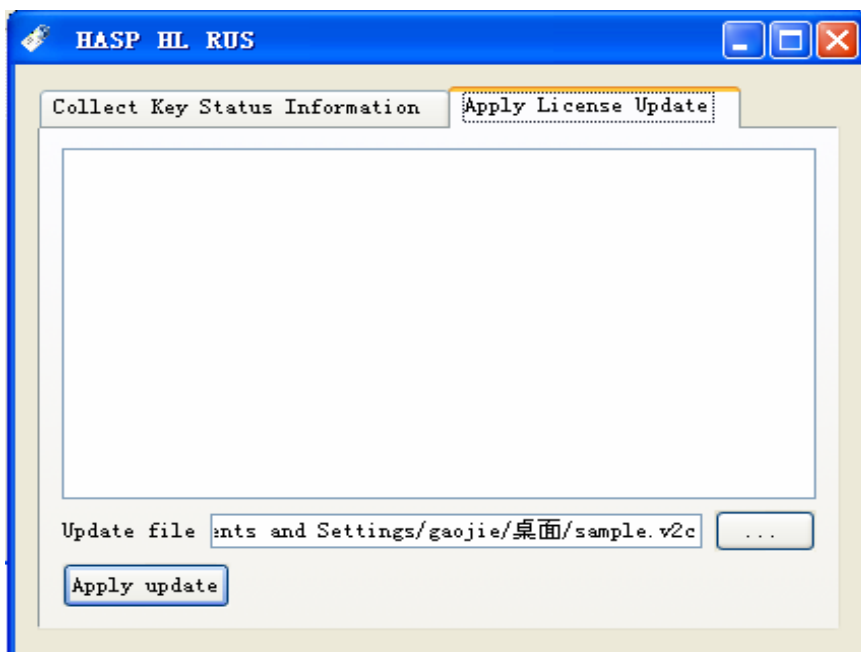 HASP HL RUS
Collect Key Status Information
Apply License Update
Update file ents and Settings/gaojie/桌面/sample.v2c ...
Apply update